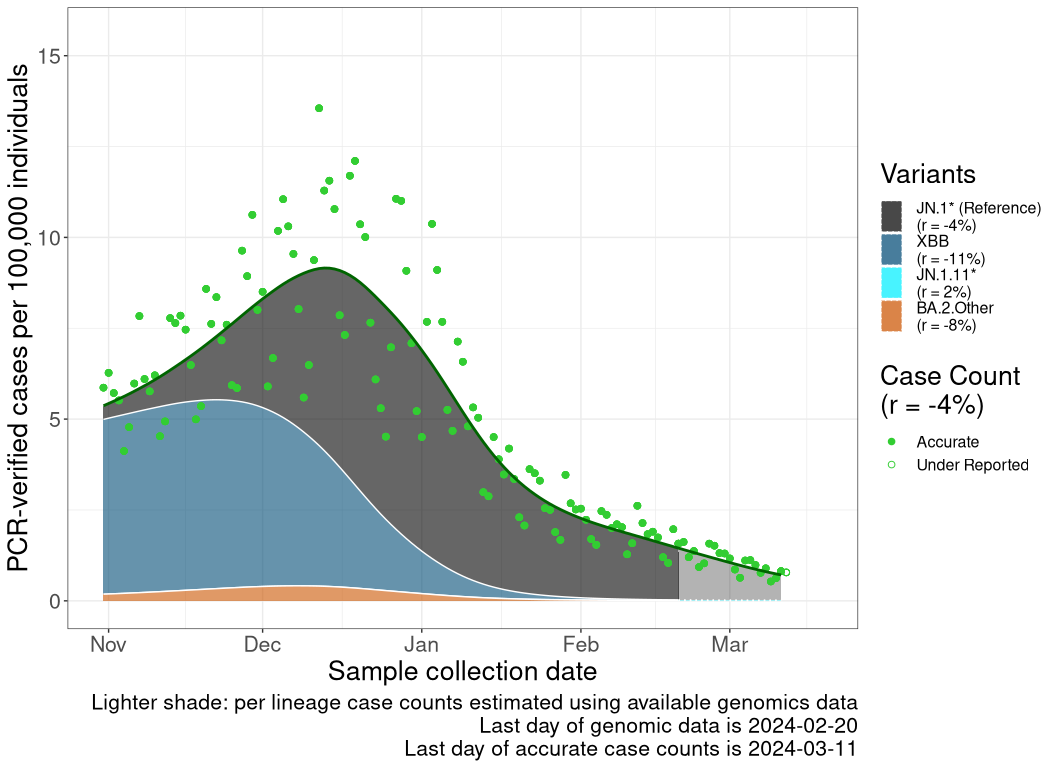 PCR-verified cases per 100,000 individuals
15
10
5
0
Nov
Dec
Jan
Feb
Mar
Sample collection date
Lighter shade: per lineage case counts estimated using available genomics data
Last day of genomic data is 2024-02-20
Last day of accurate case counts is 2024-03-11
Variants
JN.1* (Reference)
(r = -4%)
XBB
(r = -11%)
JN.1.11*
(r = 2%)
BA.2.Other
(r = -8%)
Case Count
(r = -4%)
Accurate
Under Reported